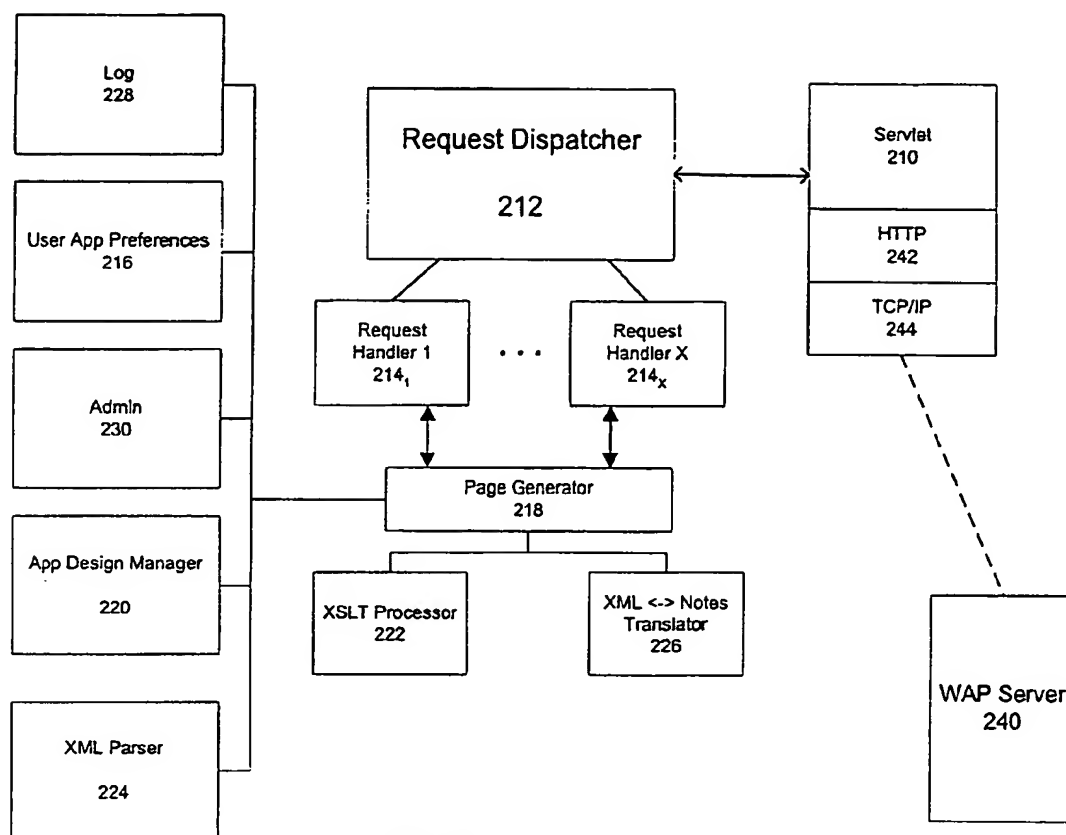 Log
228
User App Preferences
216
Admin
230
App Design Manager
220
XML Parser
224
Request Dispatcher
212
Request
Handler 1
214₁
. . .
Request
Handler X
214ₓ
Page Generator
218
XSLT Processor
222
XML <-> Notes
Translator
226
Servlet
210
HTTP
242
TCP/IP
244
WAP Server
240